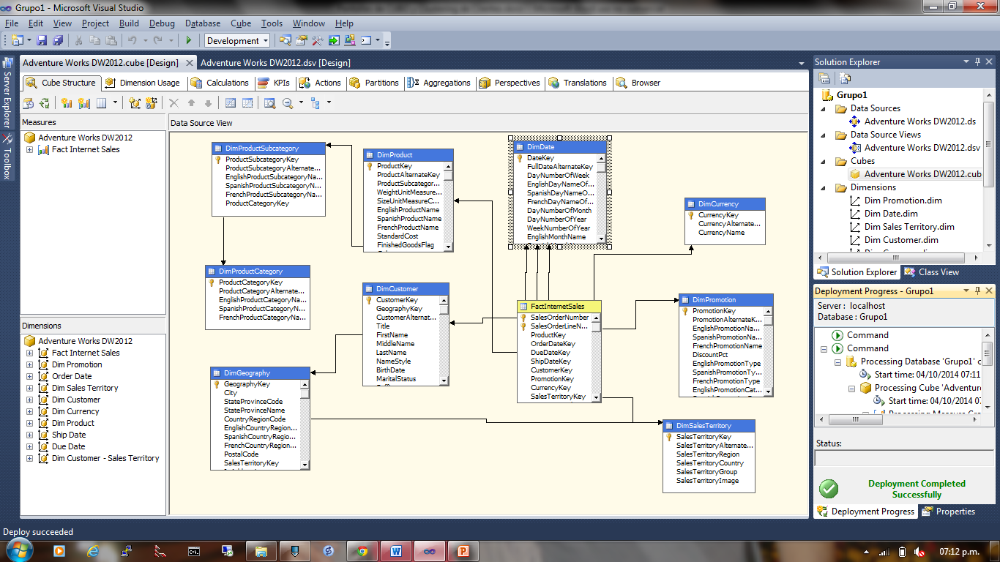 Grupo1 - Microsoft Visual Studio
File Edit View Project Build Debug Database Cube Tools Window Help
Development
Server Explorer
Toolbox
Adventure Works DW2012.cube [Design]
Adventure Works DW2012.dsv [Design]
Cube Structure
Dimension Usage
Calculations
KPIs
Actions
Partitions
Aggregations
Perspectives
Translations
Browser
Measures
Adventure Works DW2012
Fact Internet Sales
Dimensions
Adventure Works DW2012
Fact Internet Sales
Dim Promotion
Order Date
Dim Sales Territory
Dim Customer
Dim Currency
Dim Product
Ship Date
Due Date
Dim Customer - Sales Territory
Data Source View
DimProductSubcategory
ProductSubcategoryKey
ProductSubcategoryAlternate...
EnglishProductSubcategoryNa...
SpanishProductSubcategoryN...
FrenchProductSubcategoryNa...
ProductCategoryKey
DimProduct
ProductKey
ProductAlternateKey
ProductSubcategor...
WeightUnitMeasure...
SizeUnitMeasureC...
EnglishProductName
SpanishProductName
FrenchProductName
StandardCost
FinishedGoodsFlag
DimDate
DateKey
FullDateAlternateKey
DayNumberOfWeek
EnglishDayNameOf...
SpanishDayNameO...
FrenchDayNameOf...
DayNumberOfMonth
DayNumberOfYear
WeekNumberOfYear
EnglishMonthName
DimCurrency
CurrencyKey
CurrencyAlternate...
CurrencyName
DimProductCategory
ProductCategoryKey
ProductCategoryAlternate...
EnglishProductCategoryNa...
SpanishProductCategoryN...
FrenchProductCategoryNa...
DimCustomer
CustomerKey
GeographyKey
CustomerAlternat...
Title
FirstName
MiddleName
LastName
NameStyle
BirthDate
MaritalStatus
FactInternetSales
SalesOrderNumber
SalesOrderLineN...
ProductKey
OrderDateKey
DueDateKey
ShipDateKey
CustomerKey
PromotionKey
CurrencyKey
SalesTerritoryKey
DimPromotion
PromotionKey
PromotionAlternateK...
EnglishPromotionNa...
SpanishPromotionNa...
FrenchPromotionName
DiscountPct
EnglishPromotionType
SpanishPromotionTy...
FrenchPromotionType
EnglishPromotionCat...
DimGeography
GeographyKey
City
StateProvinceCode
StateProvinceName
CountryRegionCode
EnglishCountryRegion...
SpanishCountryRegio...
FrenchCountryRegio...
PostalCode
SalesTerritoryKey
DimSalesTerritory
SalesTerritoryKey
SalesTerritoryAlternate...
SalesTerritoryRegion
SalesTerritoryCountry
SalesTerritoryGroup
SalesTerritoryImage
Solution Explorer
Grupo1
Data Sources
Adventure Works DW2012.ds
Data Source Views
Adventure Works DW2012.dsv
Cubes
Adventure Works DW2012.cub
Dimensions
Dim Promotion.dim
Dim Date.dim
Dim Sales Territory.dim
Dim Customer.dim
Solution Explorer
Class View
Deployment Progress - Grupo1
Server : localhost
Database : Grupo1
Command
Command
Processing Database 'Grupo1' c
Start time: 04/10/2014 07:11
Processing Cube 'Adventure
Start time: 04/10/2014 07
Status:
Deployment Completed
Successfully
Deployment Progress
Properties
Deploy succeeded
07:12 p.m.